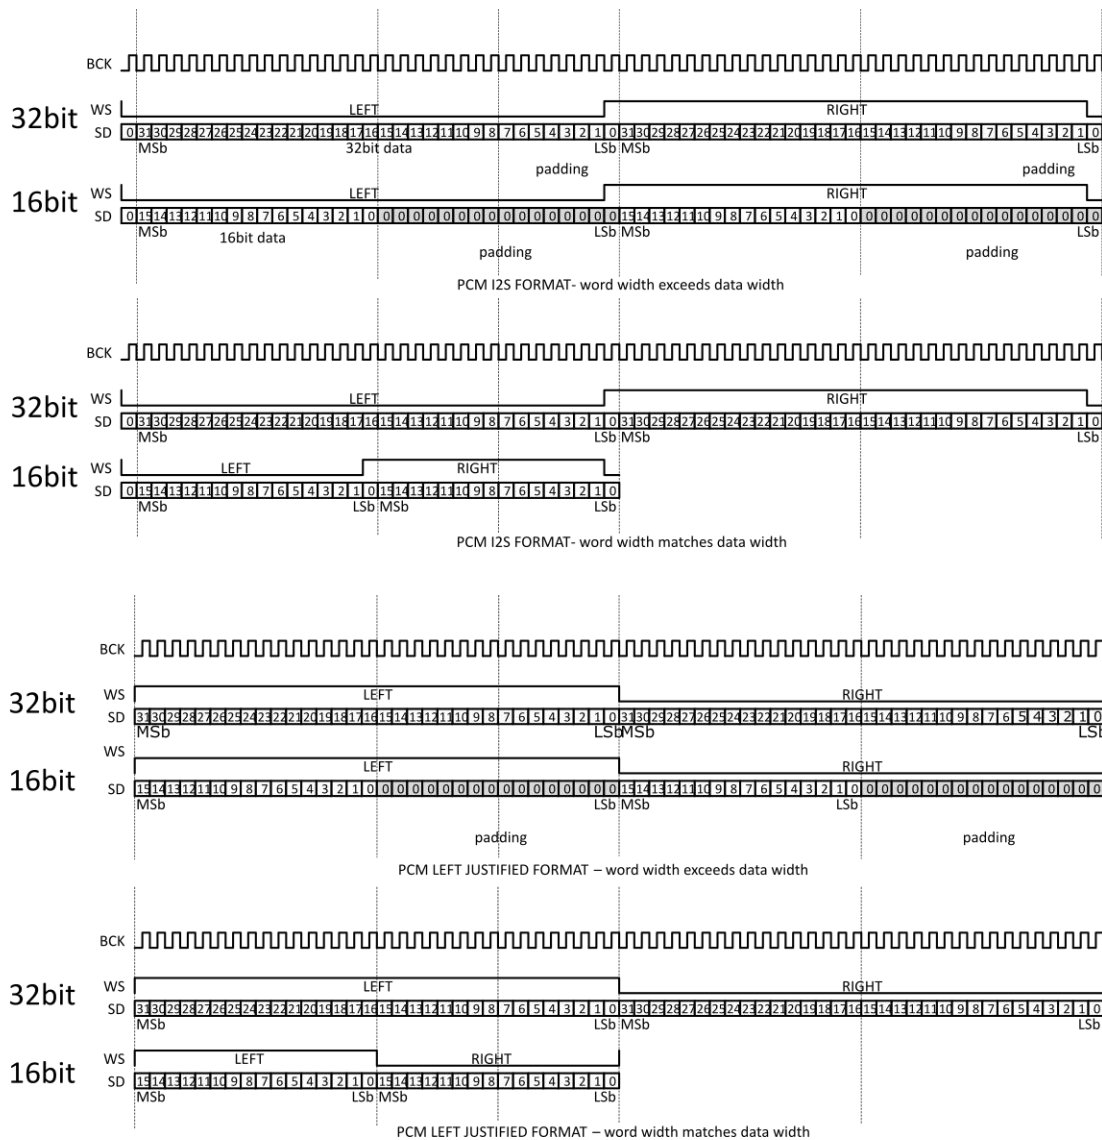 BCK
32bit WS LEFT RIGHT
SD 0 31 30 29 28 27 26 25 24 23 22 21 20 19 18 17 16 15 14 13 12 11 10 9 8 7 6 5 4 3 2 1 0 31 30 29 28 27 26 25 24 23 22 21 20 19 18 17 16 15 14 13 12 11 10 9 8 7 6 5 4 3 2 1 0
MSb 32bit data LSb MSb LSb
padding padding
16bit WS LEFT RIGHT
SD 0 15 14 13 12 11 10 9 8 7 6 5 4 3 2 1 0 0 0 0 0 0 0 0 0 0 0 0 0 0 0 0 0 15 14 13 12 11 10 9 8 7 6 5 4 3 2 1 0 0 0 0 0 0 0 0 0 0 0 0 0 0 0 0 0
MSb 16bit data LSb MSb LSb
padding padding
PCM I2S FORMAT- word width exceeds data width
BCK
32bit WS LEFT RIGHT
SD 0 31 30 29 28 27 26 25 24 23 22 21 20 19 18 17 16 15 14 13 12 11 10 9 8 7 6 5 4 3 2 1 0 31 30 29 28 27 26 25 24 23 22 21 20 19 18 17 16 15 14 13 12 11 10 9 8 7 6 5 4 3 2 1 0
MSb LSb MSb LSb
16bit WS LEFT RIGHT
SD 0 15 14 13 12 11 10 9 8 7 6 5 4 3 2 1 0 15 14 13 12 11 10 9 8 7 6 5 4 3 2 1 0
MSb LSb MSb LSb
PCM I2S FORMAT- word width matches data width
BCK
32bit WS LEFT RIGHT
SD 31 30 29 28 27 26 25 24 23 22 21 20 19 18 17 16 15 14 13 12 11 10 9 8 7 6 5 4 3 2 1 0 31 30 29 28 27 26 25 24 23 22 21 20 19 18 17 16 15 14 13 12 11 10 9 8 7 6 5 4 3 2 1 0
MSb LSb MSb LSb
16bit WS LEFT RIGHT
SD 15 14 13 12 11 10 9 8 7 6 5 4 3 2 1 0 0 0 0 0 0 0 0 0 0 0 0 0 0 0 0 0 15 14 13 12 11 10 9 8 7 6 5 4 3 2 1 0 0 0 0 0 0 0 0 0 0 0 0 0 0 0 0 0
MSb LSb MSb LSb
padding padding
PCM LEFT JUSTIFIED FORMAT – word width exceeds data width
BCK
32bit WS LEFT RIGHT
SD 31 30 29 28 27 26 25 24 23 22 21 20 19 18 17 16 15 14 13 12 11 10 9 8 7 6 5 4 3 2 1 0 31 30 29 28 27 26 25 24 23 22 21 20 19 18 17 16 15 14 13 12 11 10 9 8 7 6 5 4 3 2 1 0
MSb LSb MSb LSb
16bit WS LEFT RIGHT
SD 15 14 13 12 11 10 9 8 7 6 5 4 3 2 1 0 15 14 13 12 11 10 9 8 7 6 5 4 3 2 1 0
MSb LSb MSb LSb
PCM LEFT JUSTIFIED FORMAT – word width matches data width